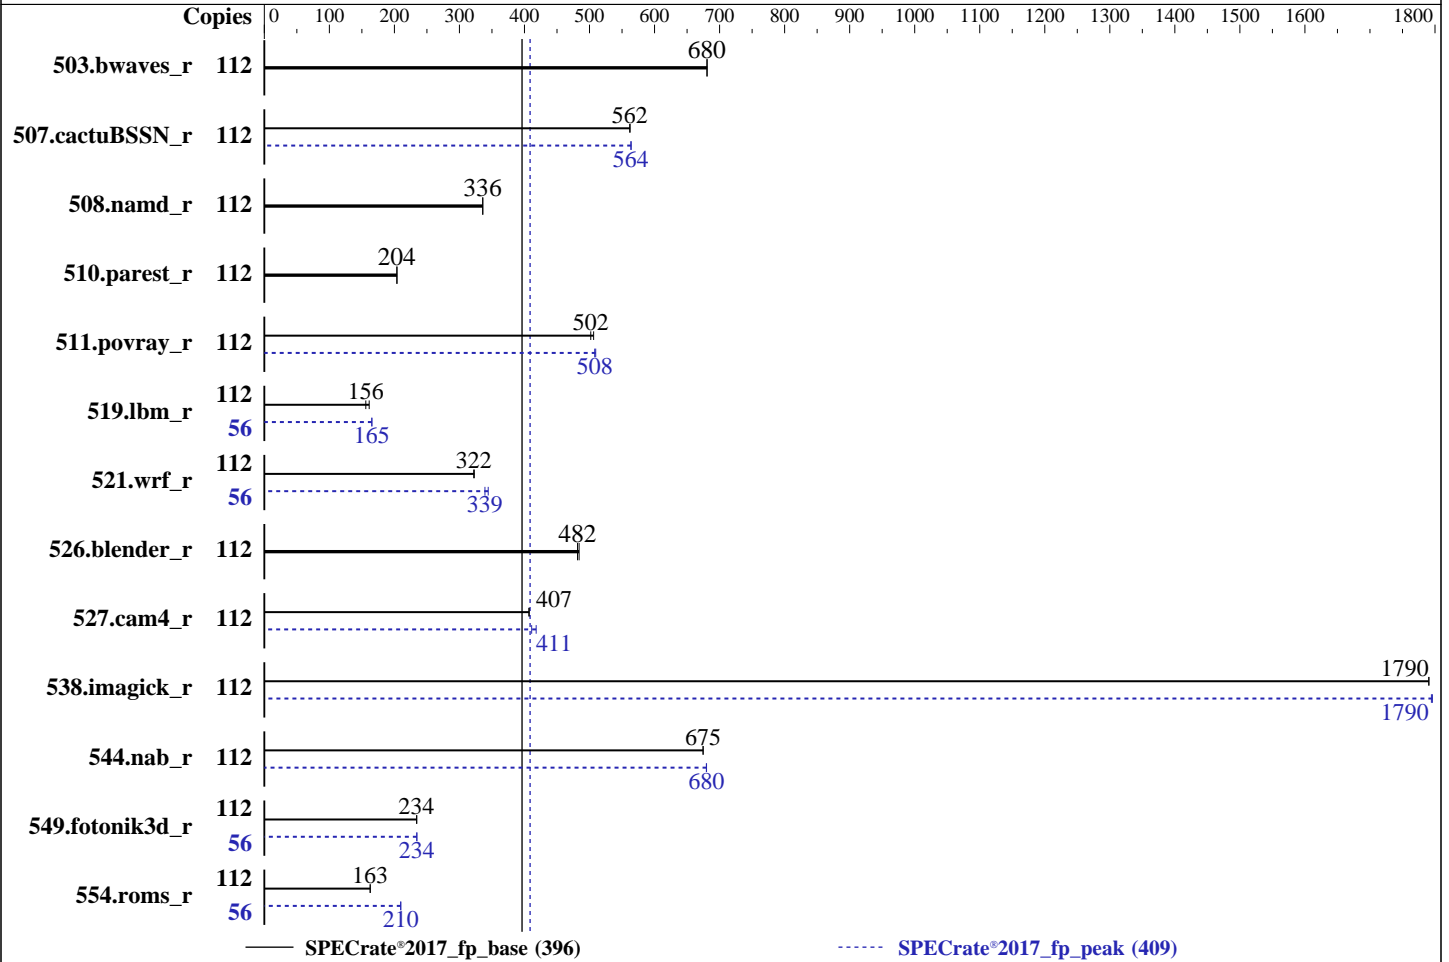 Copies 0 100 200 300 400 500 600 700 800 900 1000 1100 1200 1300 1400 1500 1600 1800
503.bwaves_r 112 680
507.cactuBSSN_r 112 562
564
508.namd_r 112 336
510.parest_r 112 204
511.povray_r 112 502
508
519.lbm_r 112 156
56 165
521.wrf_r 112 322
56 339
526.blender_r 112 482
527.cam4_r 112 407
411
538.imagick_r 112 1790
1790
544.nab_r 112 675
680
549.fotonik3d_r 112 234
56 234
554.roms_r 112 163
56 210
SPECrate®2017_fp_base (396) SPECrate®2017_fp_peak (409)